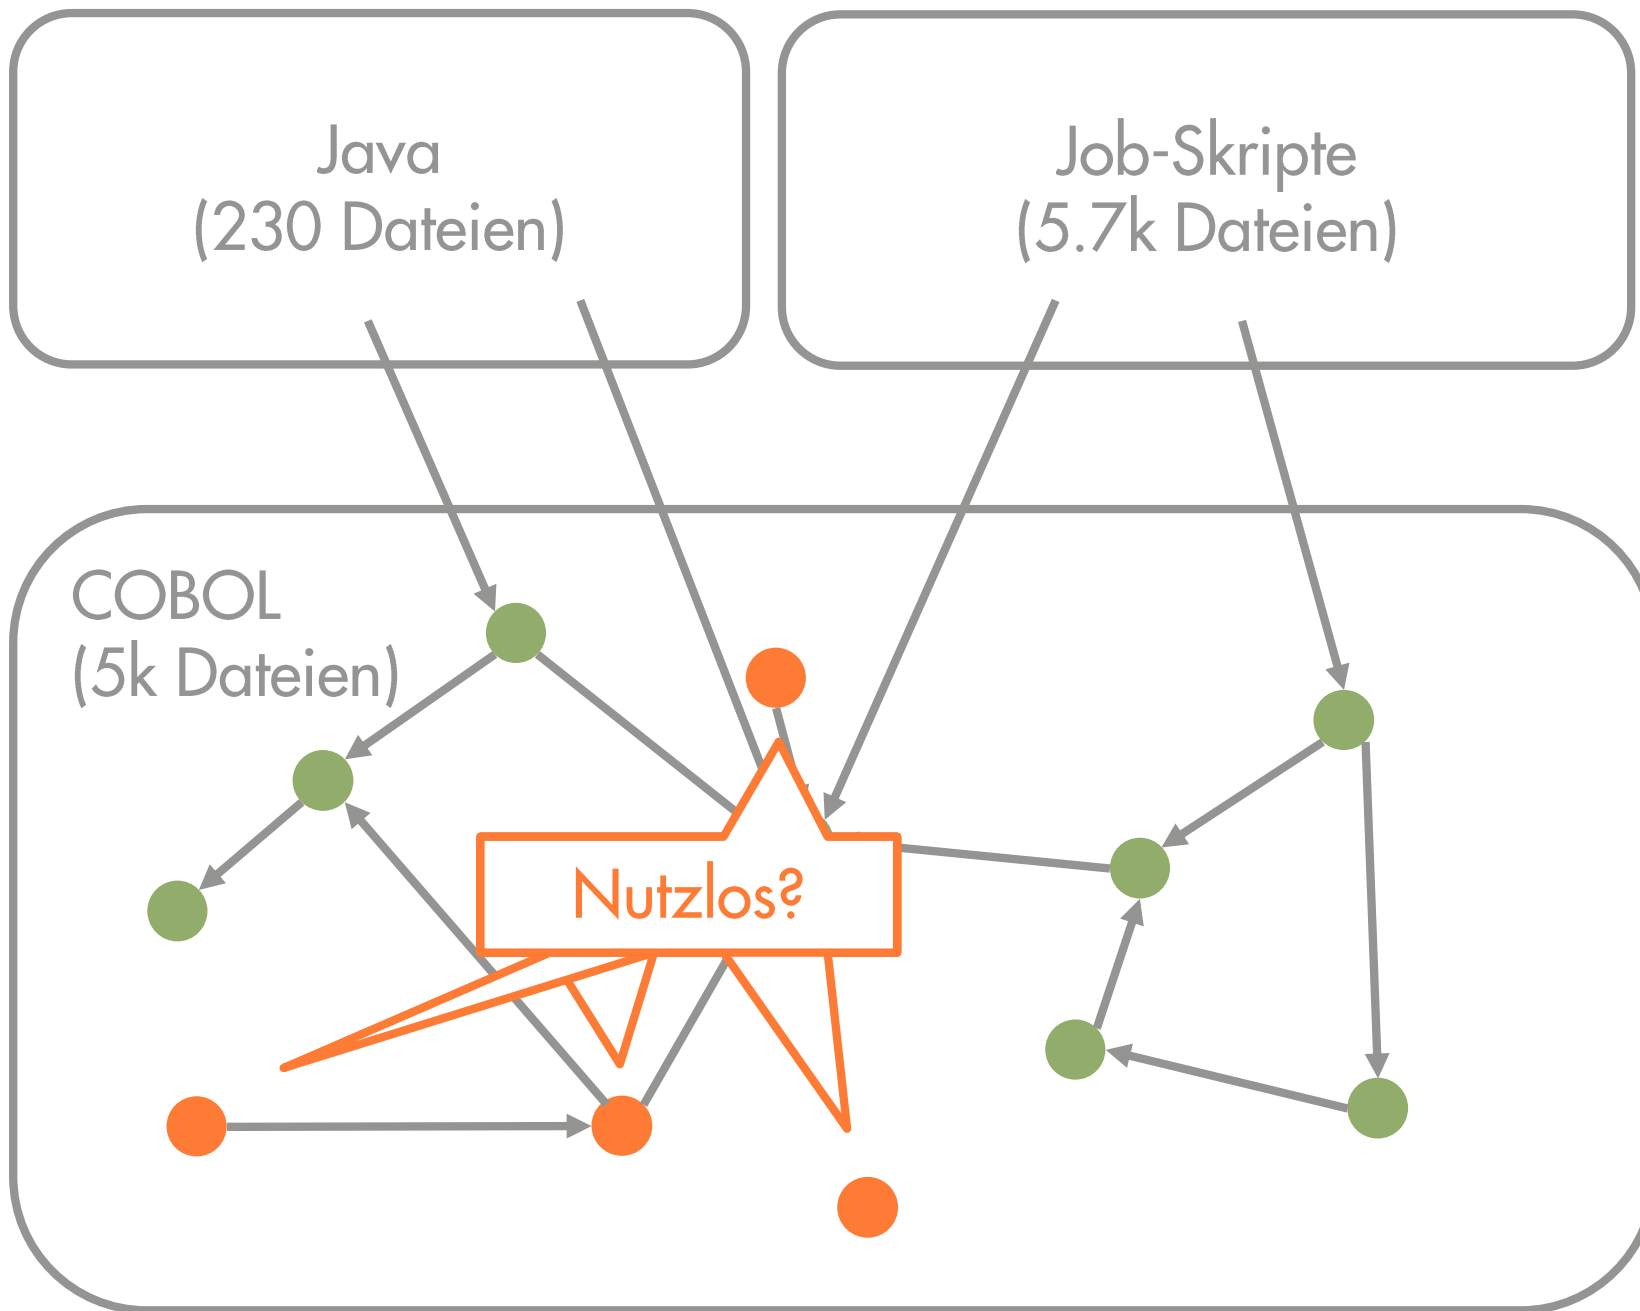 Java
(230 Dateien)
Job-Skripte
(5.7k Dateien)
COBOL
(5k Dateien)
Nutzlos?